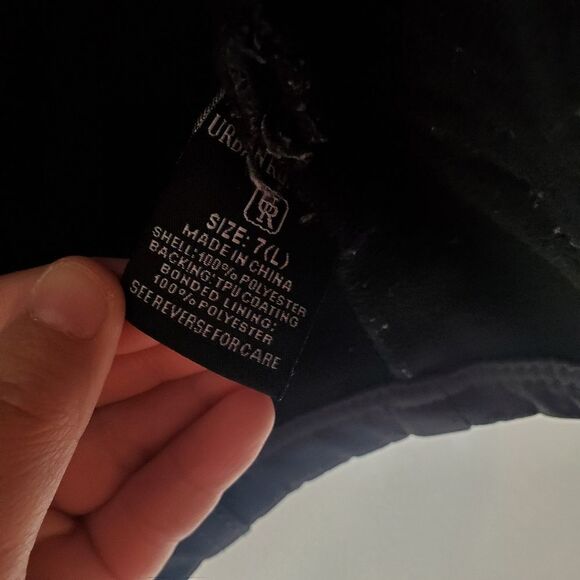 URBAN
R
SIZE: 7(L)
MADE IN CHINA
SHELL: 100% POLYESTER
BACKING: TPU COATING
BONDED LINING:
100% POLYESTER
SEE REVERSE FOR CARE